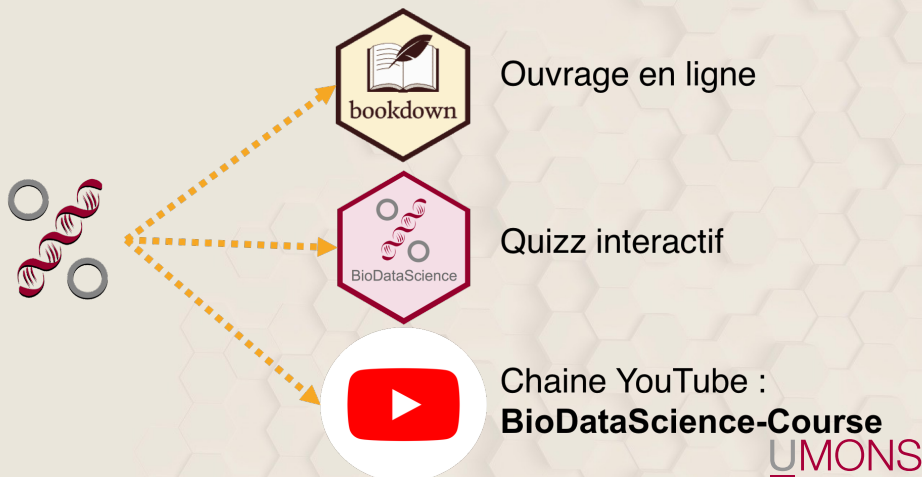 bookdown
Ouvrage en ligne
BioDataScience
Quizz interactif
Chaine YouTube :
BioDataScience-Course
UMONS